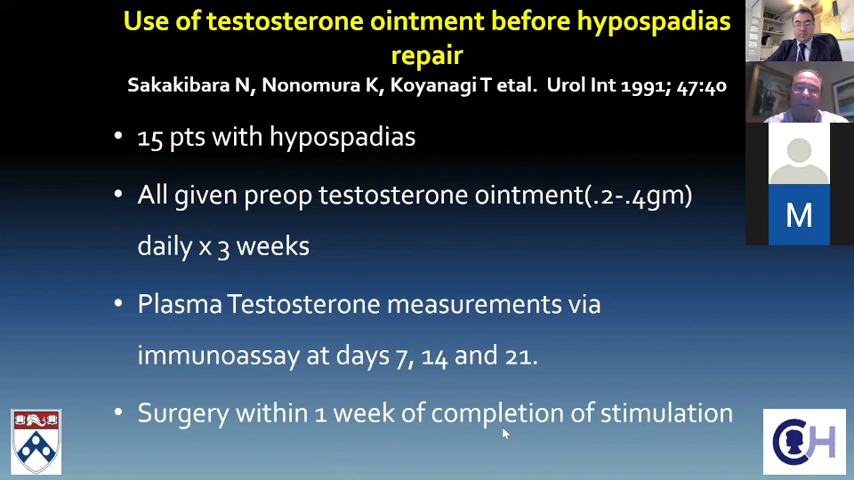 Use of testosterone ointment before hypospadias
repair
Sakakibara N, Nonomura K, Koyanagi T etal. Urol Int 1991; 47:40
• 15 pts with hypospadias
• All given preop testosterone ointment(.2-.4gm)
daily x 3 weeks
• Plasma Testosterone measurements via
immunoassay at days 7, 14 and 21.
• Surgery within 1 week of completion of stimulation
M
CH